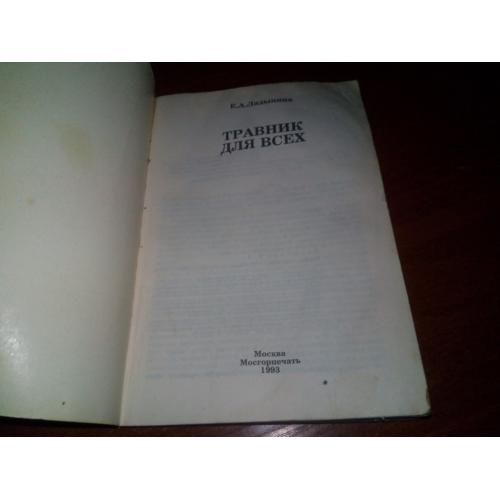 Е.А.Ладынина
ТРАВНИК
ДЛЯ ВСЕХ
Москва
Мосгорпечать
1993